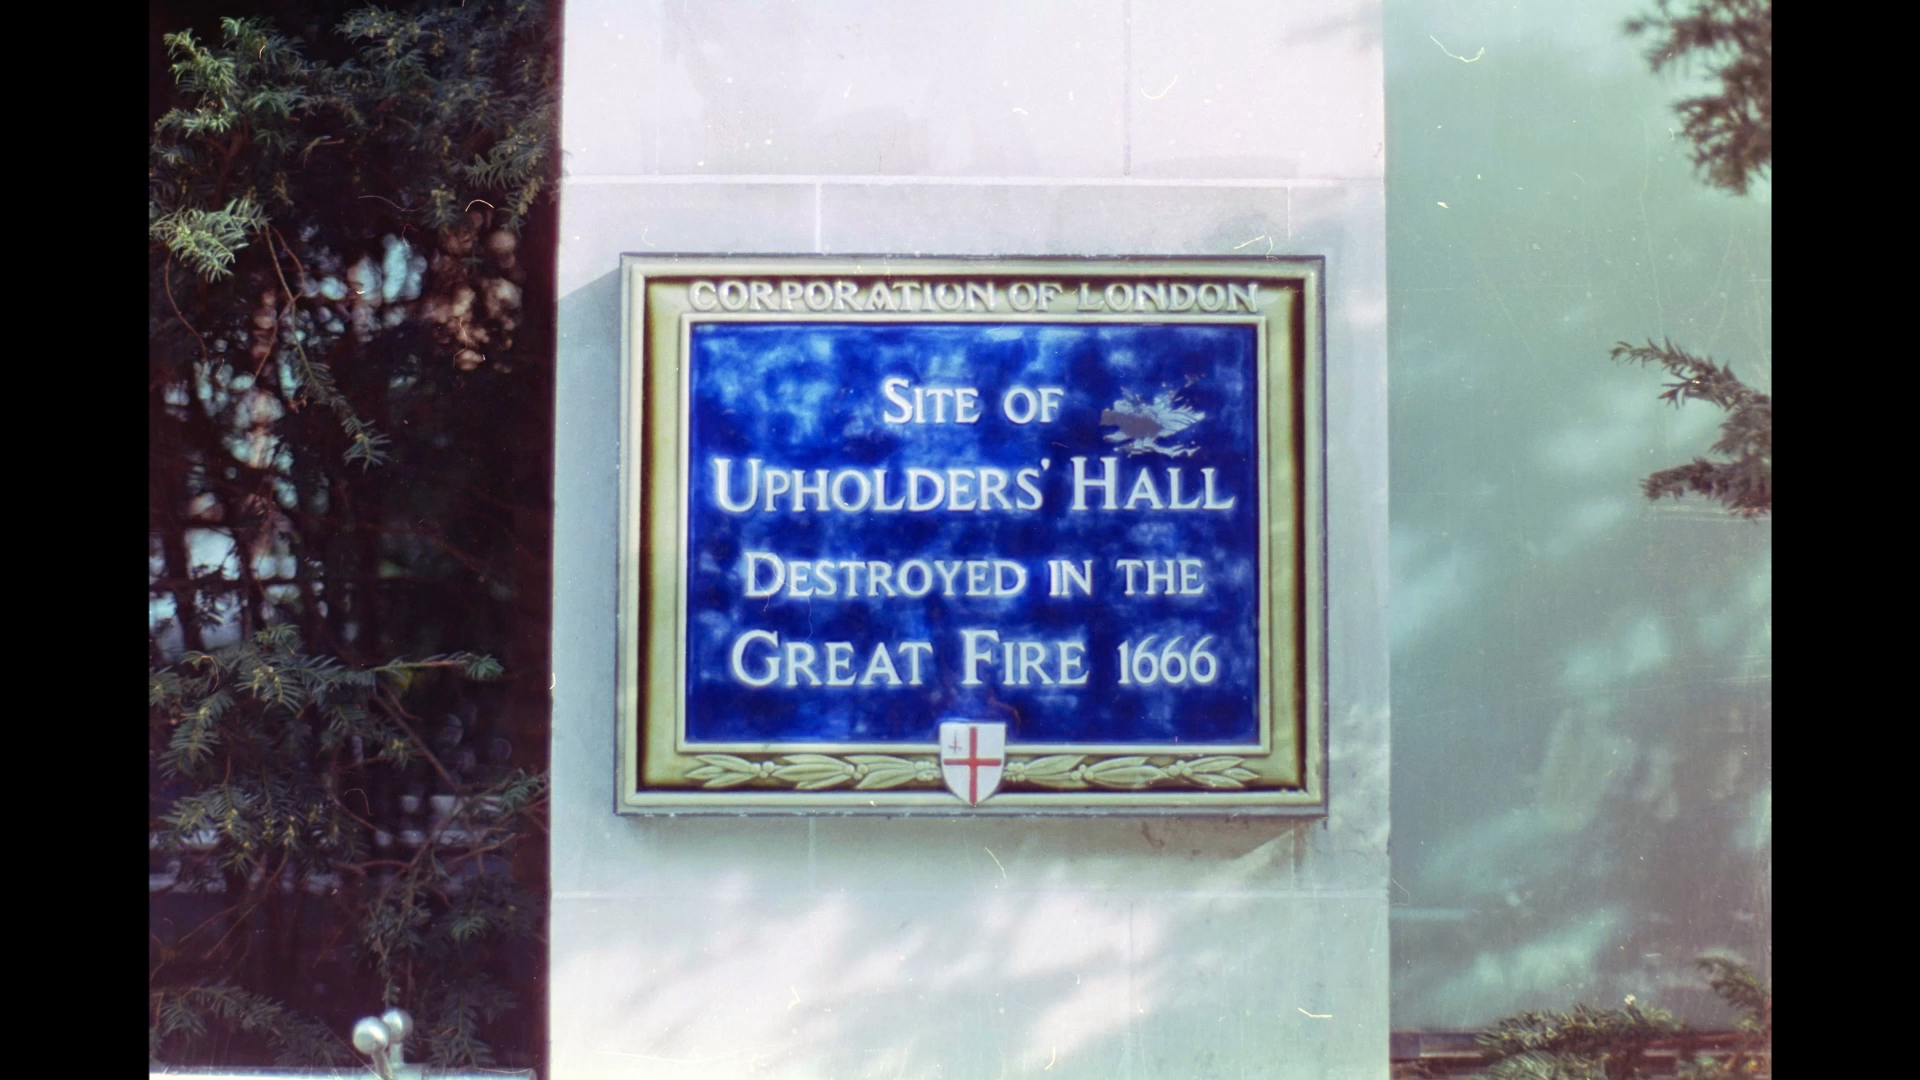 CORPORATION OF LONDON
SITE OF
UPHOLDERS' HALL
DESTROYED IN THE
GREAT FIRE 1666